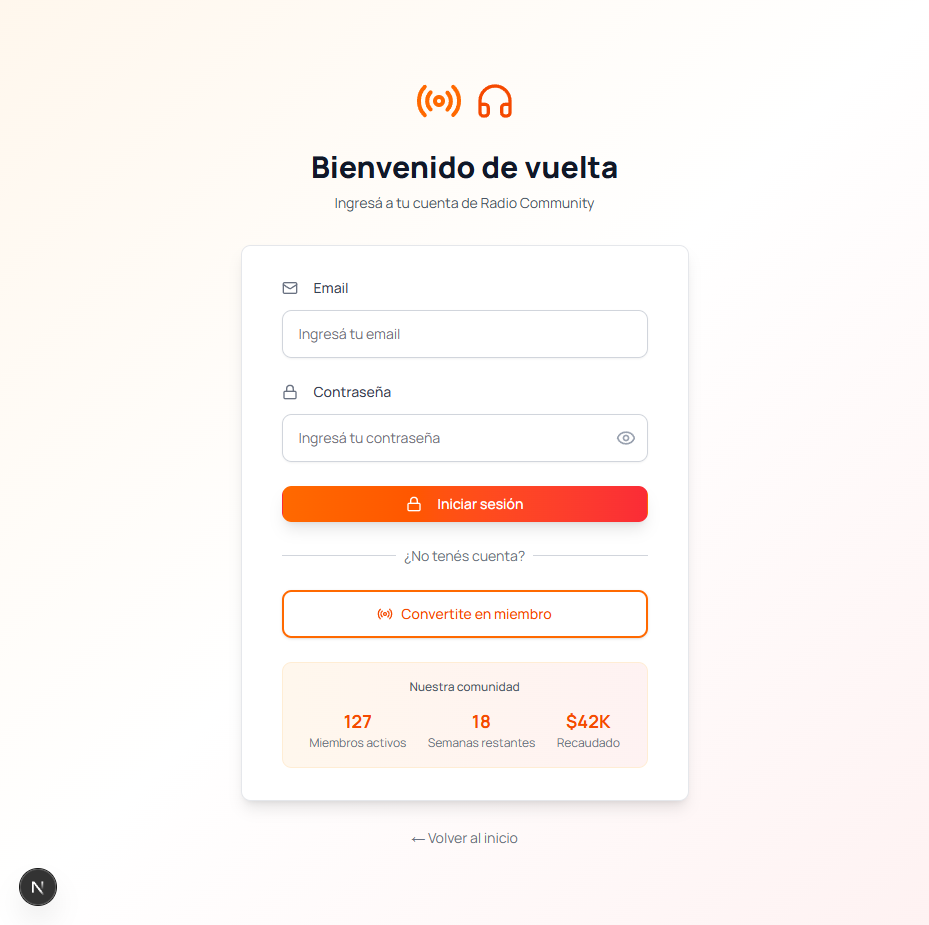 Bienvenido de vuelta
Ingresá a tu cuenta de Radio Community
Email
Ingresá tu email
Contraseña
Ingresá tu contraseña
Iniciar sesión
¿No tenés cuenta?
Convertite en miembro
Nuestra comunidad
127 18 $42K
Miembros activos Semanas restantes Recaudado
← Volver al inicio
N